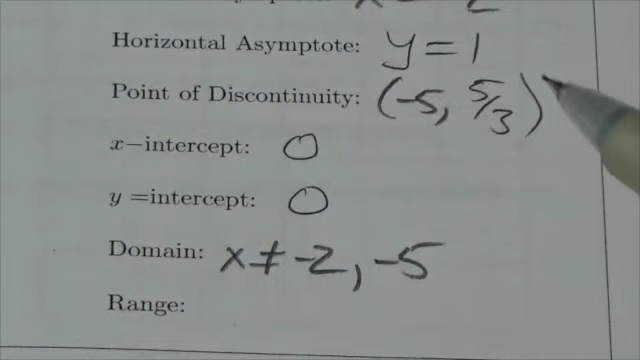 Horizontal Asymptote: y = 1
Point of Discontinuity: (-5, 5/3)
x−intercept: 0
y =intercept: 0
Domain: x ≠ -2, -5
Range: